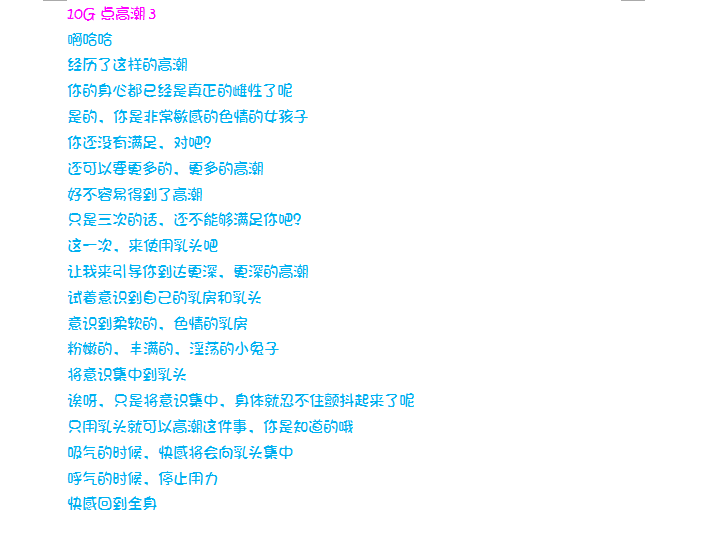 10G 点高潮 3
啊哈哈
经历了这样的高潮
你的身心都已经是真正的雌性了呢
是的、你是非常敏感的色情的女孩子
你还没有满足、对吧?
还可以要更多的、更多的高潮
好不容易得到了高潮
只是三次的话、还不能够满足你吧?
这一次、来使用乳头吧
让我来引导你到达更深、更深的高潮
试着意识到自己的乳房和乳头
意识到柔软的、色情的乳房
粉嫩的、丰满的、淫荡的小兔子
将意识集中到乳头
诶呀、只是将意识集中、身体就忍不住颤抖起来了呢
只用乳头就可以高潮这件事、你是知道的哦
吸气的时候、快感将会向乳头集中
呼气的时候、停止用力
快感回到全身